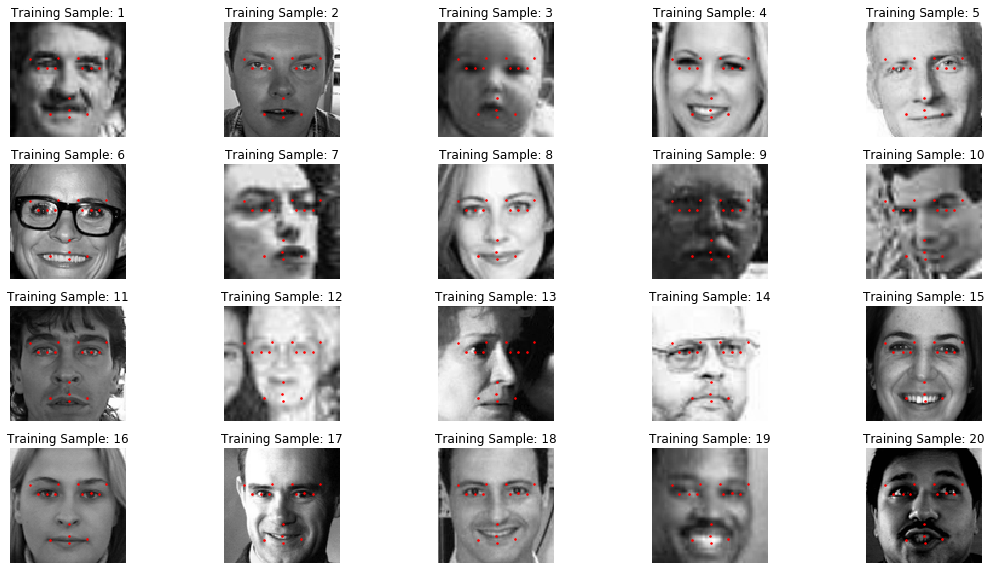 Training Sample: 1
Training Sample: 2
Training Sample: 3
Training Sample: 4
Training Sample: 5
Training Sample: 6
Training Sample: 7
Training Sample: 8
Training Sample: 9
Training Sample: 10
Training Sample: 11
Training Sample: 12
Training Sample: 13
Training Sample: 14
Training Sample: 15
Training Sample: 16
Training Sample: 17
Training Sample: 18
Training Sample: 19
Training Sample: 20